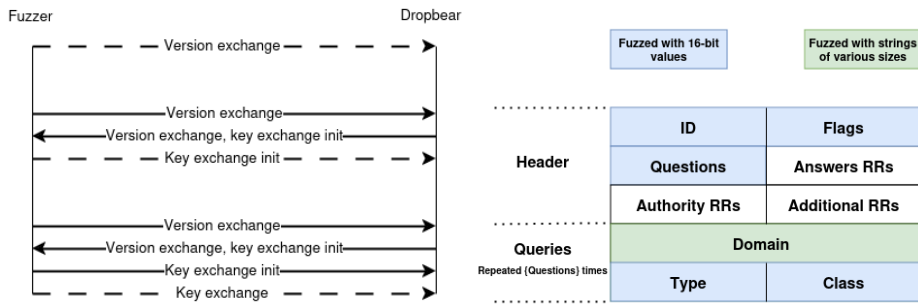 Fuzzer
Dropbear
Version exchange
Version exchange
Version exchange, key exchange init
Key exchange init
Version exchange
Version exchange, key exchange init
Key exchange init
Key exchange
Fuzzed with 16-bit
values
Fuzzed with strings
of various sizes
Header
ID
Flags
Questions
Answers RRs
Authority RRs
Additional RRs
Queries
Repeated {Questions} times
Domain
Type
Class